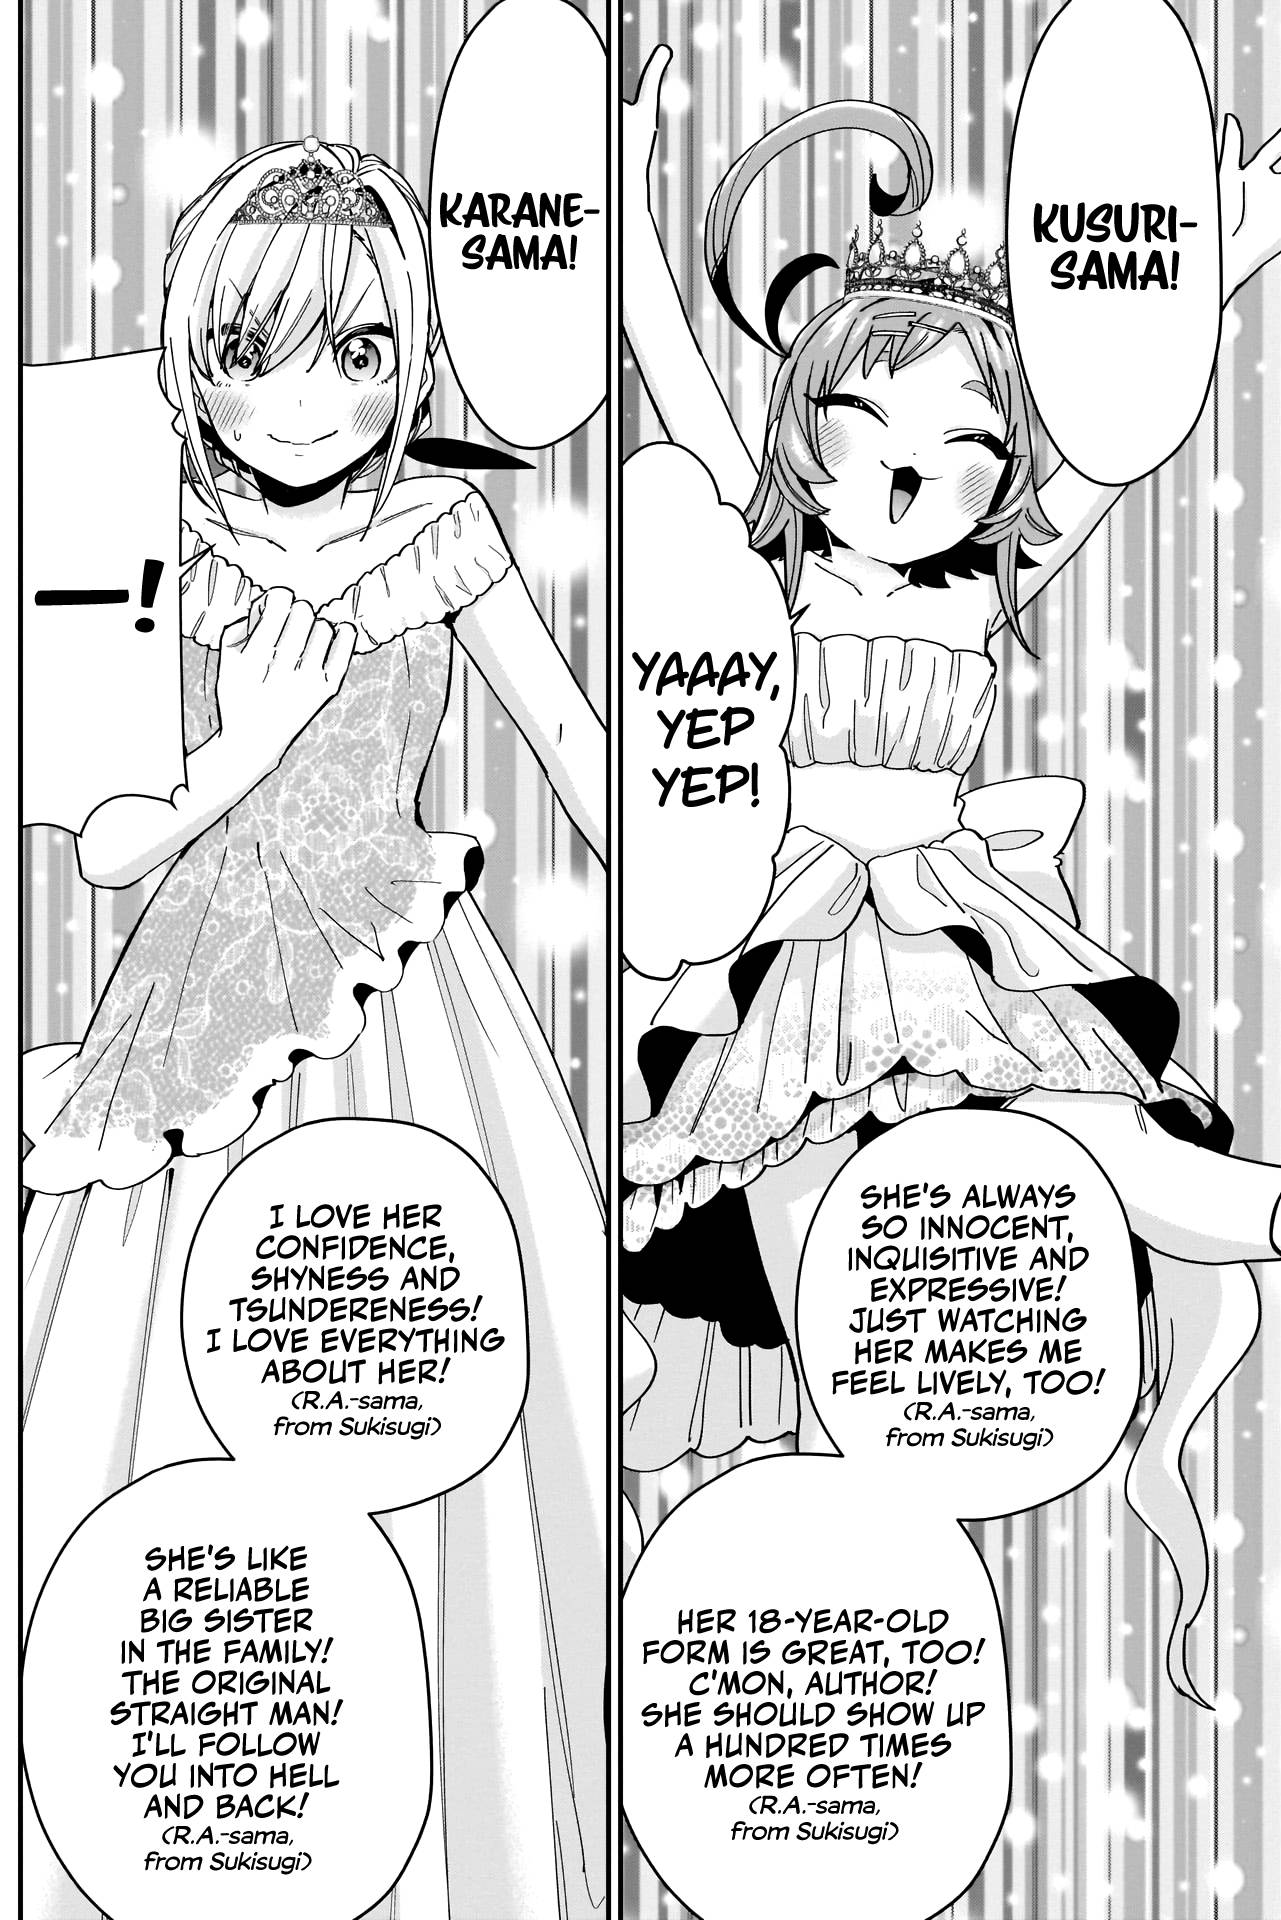 KUSURI-
SAMA!
YAAAY,
YEP
YEP!
SHE'S ALWAYS
SO INNOCENT,
INQUISITIVE AND
EXPRESSIVE!
JUST WATCHING
HER MAKES ME
FEEL LIVELY, TOO!
(R.A.-sama,
from Sukisugi)
HER 18-YEAR-OLD
FORM IS GREAT, TOO!
C'MON, AUTHOR!
SHE SHOULD SHOW UP
A HUNDRED TIMES
MORE OFTEN!
(R.A.-sama,
from Sukisugi)
KARANE-
SAMA!
—!
I LOVE HER
CONFIDENCE,
SHYNESS AND
TSUNDERENESS!
I LOVE EVERYTHING
ABOUT HER!
(R.A.-sama,
from Sukisugi)
SHE'S LIKE
A RELIABLE
BIG SISTER
IN THE FAMILY!
THE ORIGINAL
STRAIGHT MAN!
I'LL FOLLOW
YOU INTO HELL
AND BACK!
(R.A.-sama,
from Sukisugi)